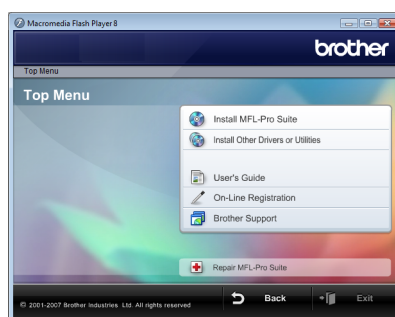 Macromedia Flash Player 8
brother
Top Menu
Top Menu
Install MFL-Pro Suite
Install Other Drivers or Utilities
User's Guide
On-Line Registration
Brother Support
Repair MFL-Pro Suite
© 2001-2007 Brother Industries Ltd. All rights reserved
Back
Exit